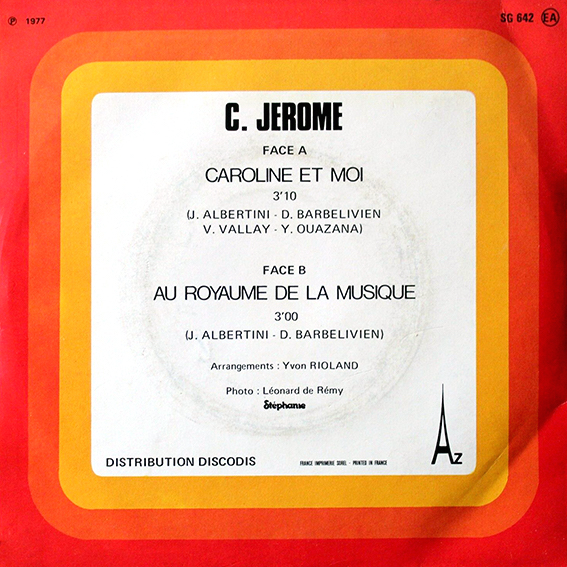 ℗ 1977
SG 642 EA
C. JEROME
FACE A
CAROLINE ET MOI
3'10
(J. ALBERTINI - D. BARBELIVIEN
V. VALLAY - Y. OUAZANA)
FACE B
AU ROYAUME DE LA MUSIQUE
3'00
(J. ALBERTINI - D. BARBELIVIEN)
Arrangements : Yvon RIOLAND
Photo : Léonard de Rémy
Stéphanie
AZ
DISTRIBUTION DISCODIS
FRANCE IMPRIMERIE SOREL - PRINTED IN FRANCE